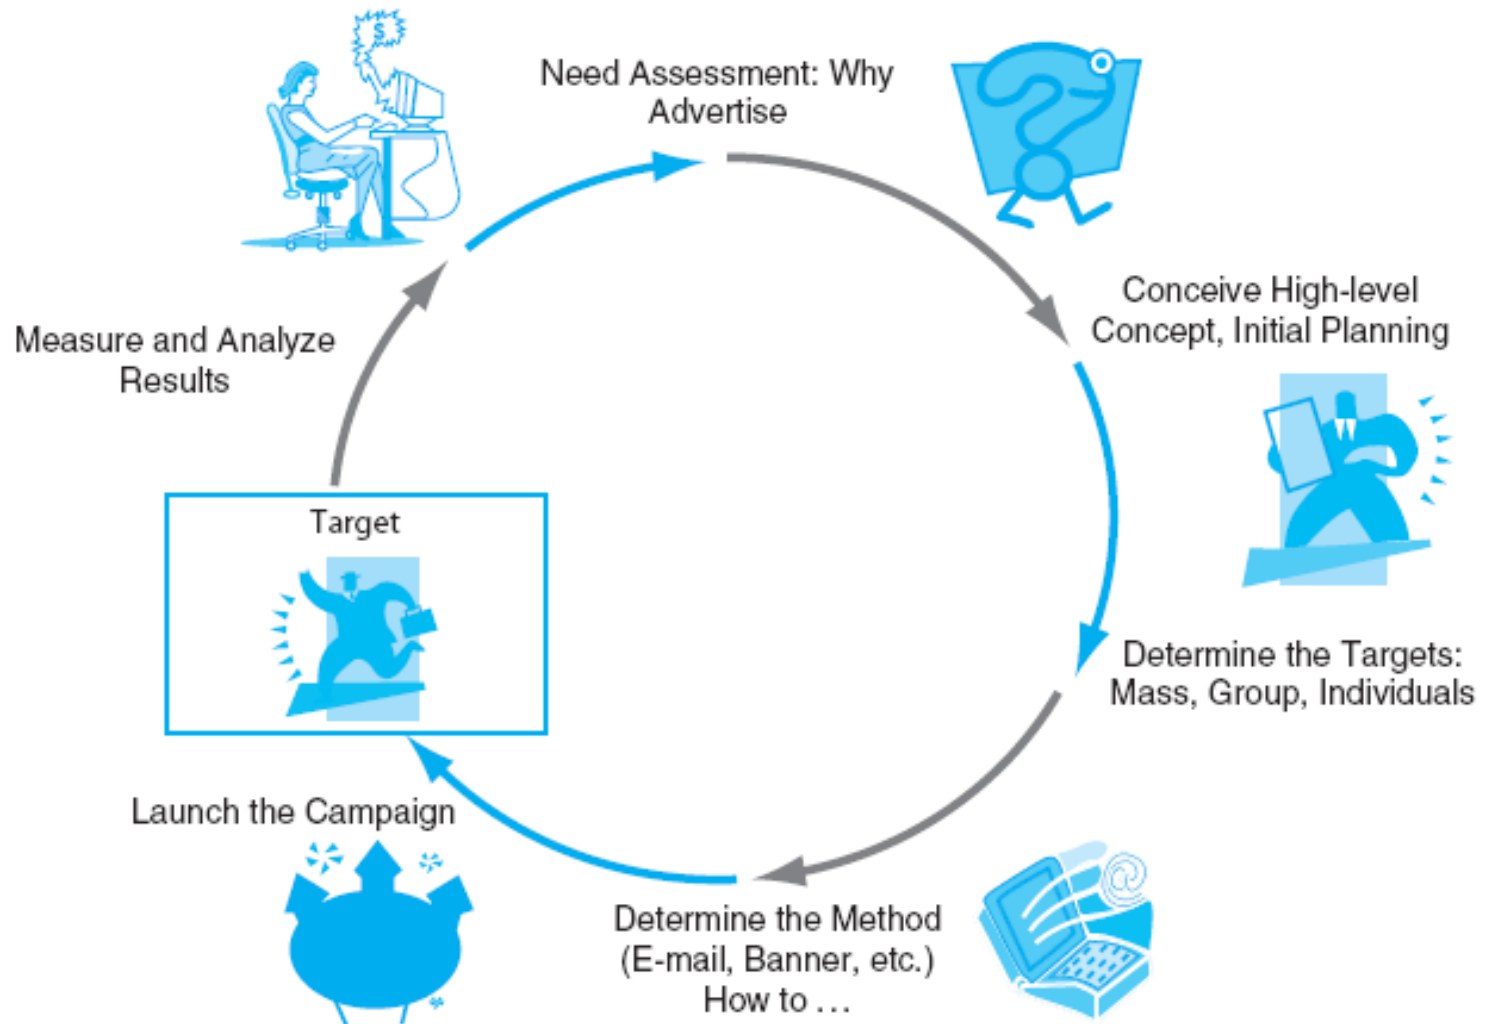 Need Assessment: Why
Advertise
Conceive High-level
Concept, Initial Planning
Determine the Targets:
Mass, Group, Individuals
Determine the Method
(E-mail, Banner, etc.)
How to ...
Launch the Campaign
Target
Measure and Analyze
Results
$
@